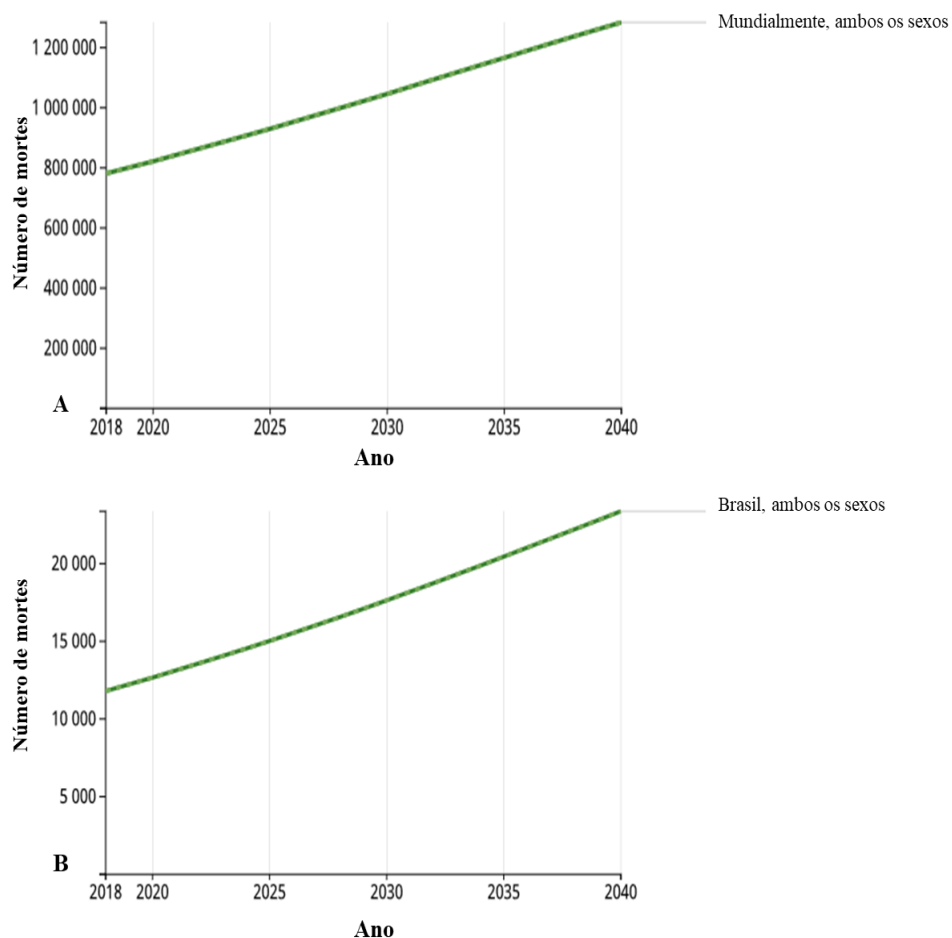 Mundialmente, ambos os sexos
1 200 000
1 000 000
800 000
600 000
400 000
200 000
Número de mortes
A
2018 2020 2025 2030 2035 2040
Ano
Brasil, ambos os sexos
20 000
15 000
10 000
5 000
Número de mortes
B
2018 2020 2025 2030 2035 2040
Ano